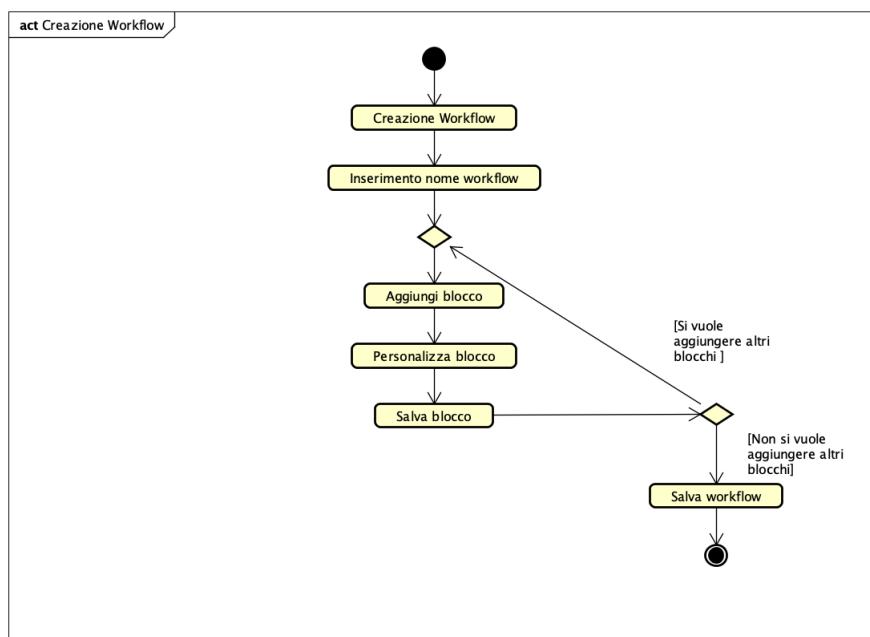 act Creazione Workflow
Creazione Workflow
Inserimento nome workflow
Aggiungi blocco
[Si vuole
aggiungere altri
blocchi ]
Personalizza blocco
Salva blocco
[Non si vuole
aggiungere altri
blocchi]
Salva workflow